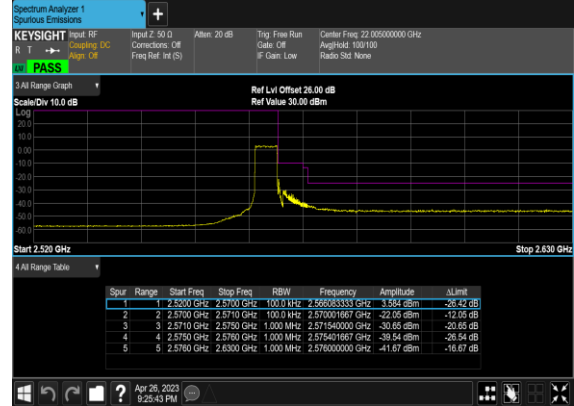 Spectrum Analyzer 1
Spurious Emissions
KEYSIGHT Input: RF Input Z: 50 Ω Atten: 20 dB Trig: Free Run Center Freq: 22.005000000 GHz
R T Coupling: DC Corrections: Off Gate: Off Avg|Hold: 100/100
Align: Off Freq Ref: Int (S) IF Gain: Low Radio Std: None
PASS
3 All Range Graph
Ref Lvl Offset 26.00 dB
Scale/Div 10.0 dB Ref Value 30.00 dBm
Log
20.0
10.0
0.00
-10.0
-20.0
-30.0
-40.0
-50.0
-60.0
Start 2.520 GHz Stop 2.630 GHz
4 All Range Table
Spur Range Start Freq Stop Freq RBW Frequency Amplitude ΔLimit
1 1 2.5200 GHz 2.5700 GHz 100.0 kHz 2.566083333 GHz 3.584 dBm -26.42 dB
2 2 2.5700 GHz 2.5710 GHz 100.0 kHz 2.570001667 GHz -22.05 dBm -12.05 dB
3 3 2.5710 GHz 2.5750 GHz 1.000 MHz 2.571540000 GHz -30.65 dBm -20.65 dB
4 4 2.5750 GHz 2.5760 GHz 1.000 MHz 2.575401667 GHz -39.54 dBm -26.54 dB
5 5 2.5760 GHz 2.6300 GHz 1.000 MHz 2.576000000 GHz -41.67 dBm -16.67 dB
Apr 26, 2023
9:25:43 PM